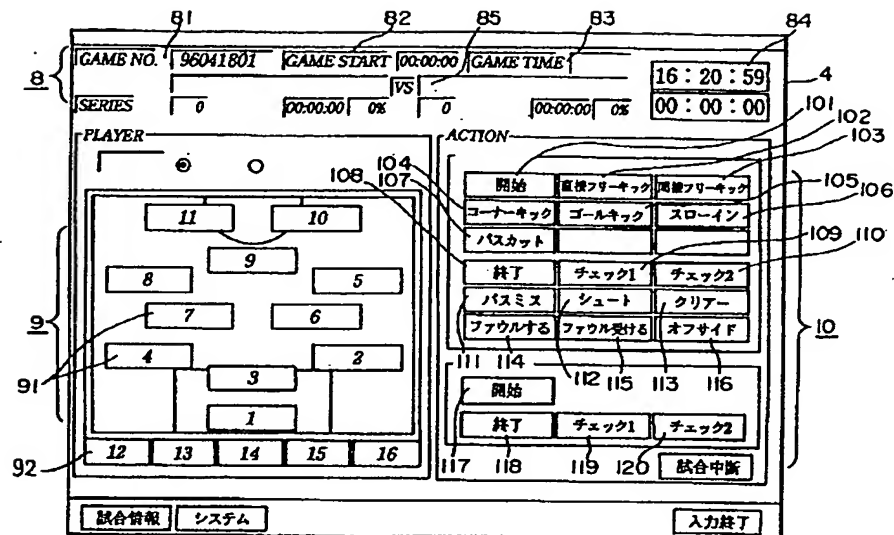 81 82 85 83 84
8 GAME NO. 96041801 GAME START 00:00:00 GAME TIME 16:20:59 4
VS
SERIES 0 00:00:00 0% 0 00:00:00 0% 00:00:00
101
102
103
PLAYER ACTION
104
107
108
開始 直接フリーキック 間接フリーキック
105
106
コーナーキック ゴールキック スローイン
パスカット
109 110
終了 チェック1 チェック2
パスミス シュート クリアー
ファウルする ファウル受ける オフサイド
111 114 112 115 113 116
9 10
11 10
9
8 5
7 6
91
4 2
3
1
92 12 13 14 15 16
開始
終了 チェック1 チェック2
117 118 119 120 試合中断
試合情報 システム 入力終了